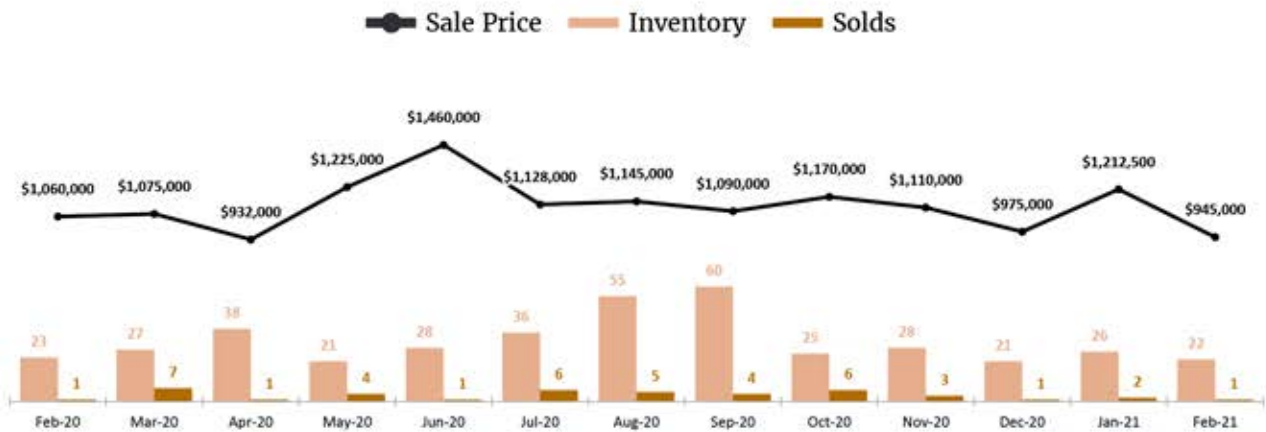 Sale Price Inventory Solds
$1,060,000 $1,075,000 $932,000 $1,225,000 $1,460,000 $1,128,000 $1,145,000 $1,090,000 $1,170,000 $1,110,000 $975,000 $1,212,500 $945,000
23 1 27 7 38 1 21 4 28 1 36 6 55 5 60 4 25 6 28 3 21 1 26 2 22 1
Feb-20 Mar-20 Apr-20 May-20 Jun-20 Jul-20 Aug-20 Sep-20 Oct-20 Nov-20 Dec-20 Jan-21 Feb-21